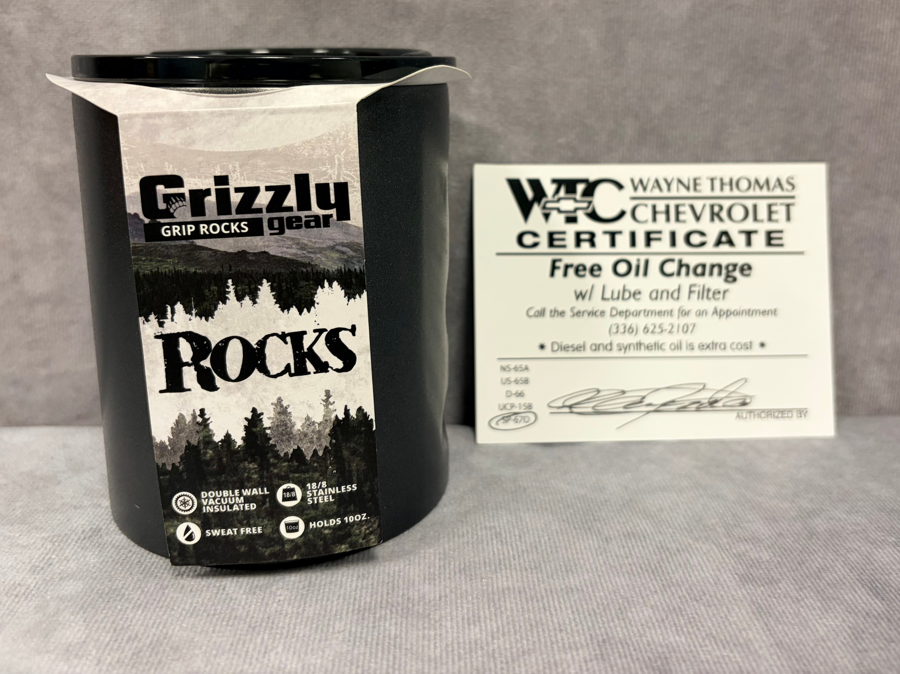 Grizzly
gear
GRIP ROCKS
ROCKS
DOUBLE WALL
VACUUM
INSULATED
18/8
18/8
STAINLESS
STEEL
SWEAT FREE
10oz
HOLDS 10OZ.
WTC
WAYNE THOMAS
CHEVROLET
CERTIFICATE
Free Oil Change
w/ Lube and Filter
Call the Service Department for an Appointment
(336) 625-2107
* Diesel and synthetic oil is extra cost *
NS-65A
US-65B
D-66
UCP-15B
SF-67D
AUTHORIZED BY